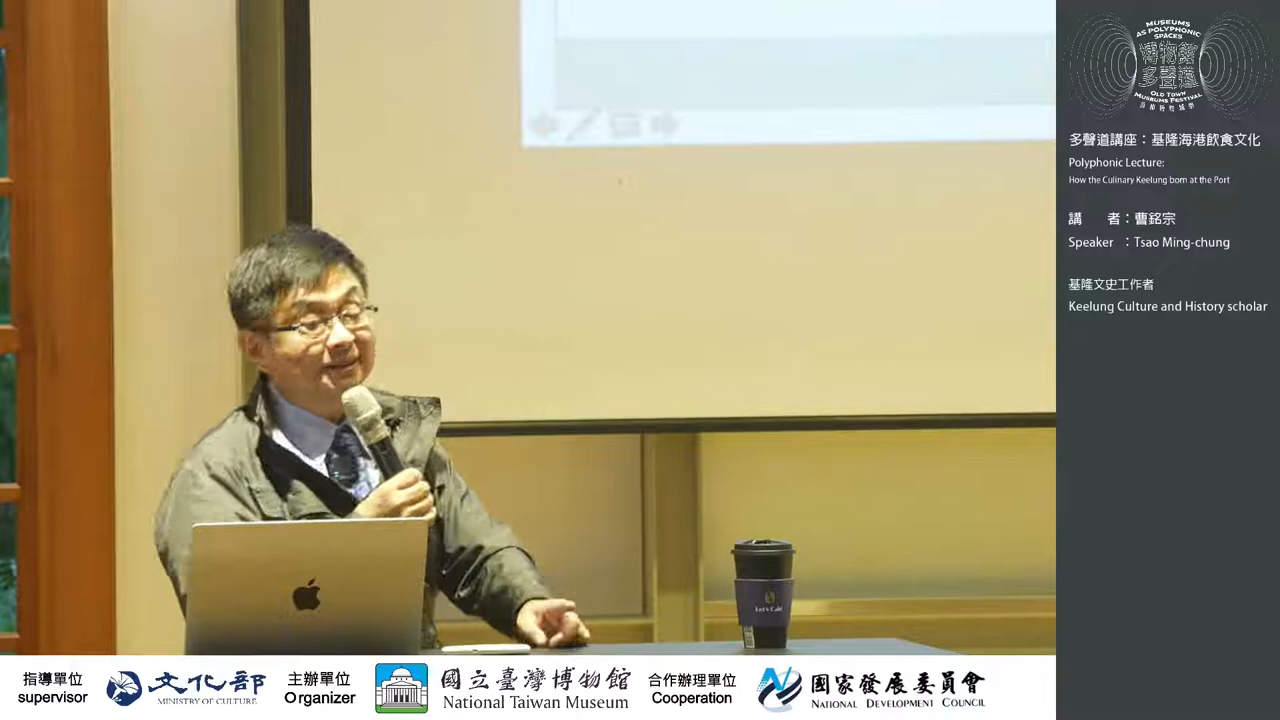 MUSEUMS
AS POLYPHONIC
SPACES
博物館
多聲道
OLD TOWN
MUSEUMS FESTIVAL
多聲道講座：基隆海港飲食文化
Polyphonic Lecture:
How the Culinary Keelung born at the Port
講　　者：曹銘宗
Speaker ：Tsao Ming-chung
基隆文史工作者
Keelung Culture and History scholar
Let's Café
指導單位
supervisor
文化部
MINISTRY OF CULTURE
主辦單位
Organizer
國立臺灣博物館
National Taiwan Museum
合作辦理單位
Cooperation
國家發展委員會
NATIONAL DEVELOPMENT COUNCIL